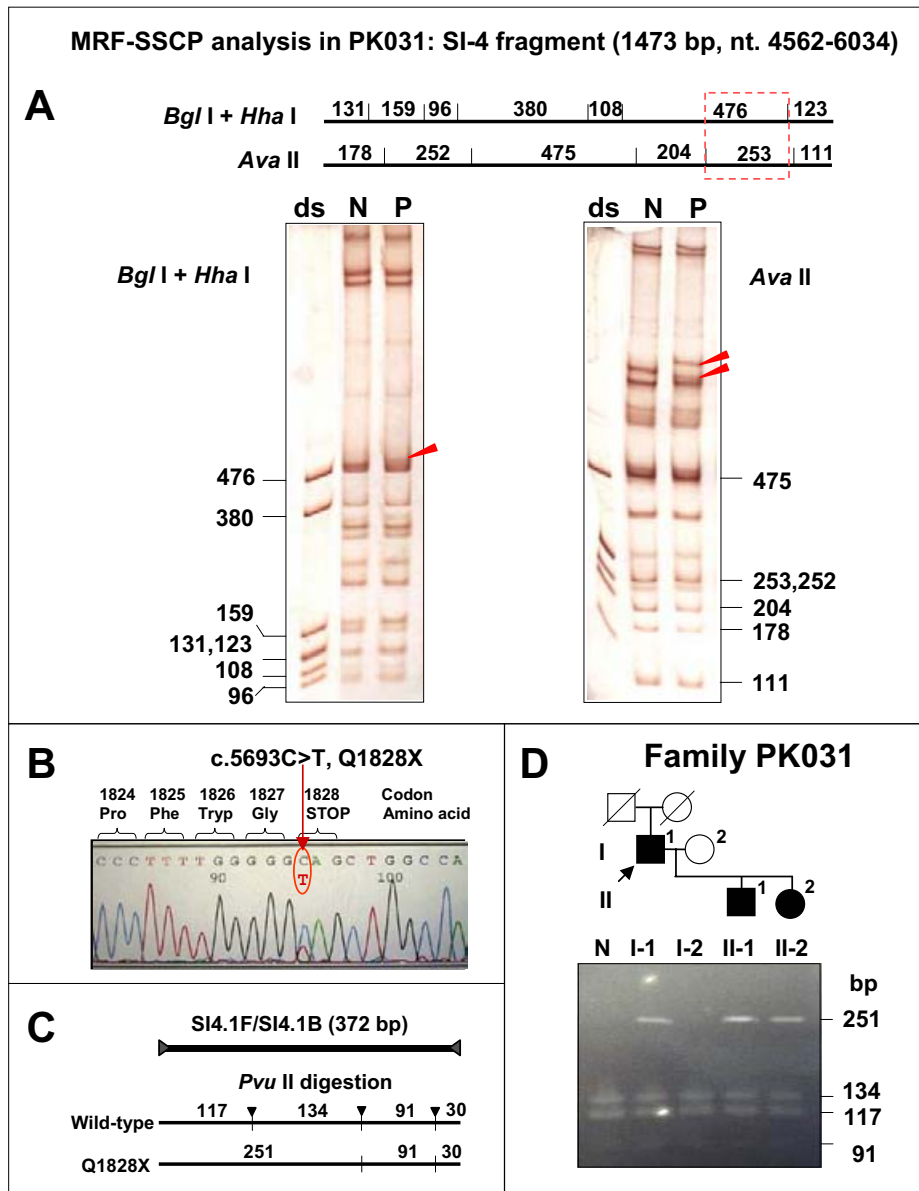 MRF-SSCP analysis in PK031: SI-4 fragment (1473 bp, nt. 4562-6034)
A
Bgl I + Hha I
131 159 96 380 108 476 123
Ava II
178 252 475 204 253 111
ds N P
ds N P
Bgl I + Hha I
Ava II
476
380
159
131,123
108
96
475
253,252
204
178
111
B
c.5693C>T, Q1828X
1824 1825 1826 1827 1828 Codon
Pro Phe Tryp Gly STOP Amino acid
C C C T T T T G G G G G C A G C T G G C C A
90 T 100
C
SI4.1F/SI4.1B (372 bp)
Pvu II digestion
117 134 91 30
Wild-type
251 91 30
Q1828X
D
Family PK031
I 1 2
II 1 2
N I-1 I-2 II-1 II-2
bp
251
134
117
91